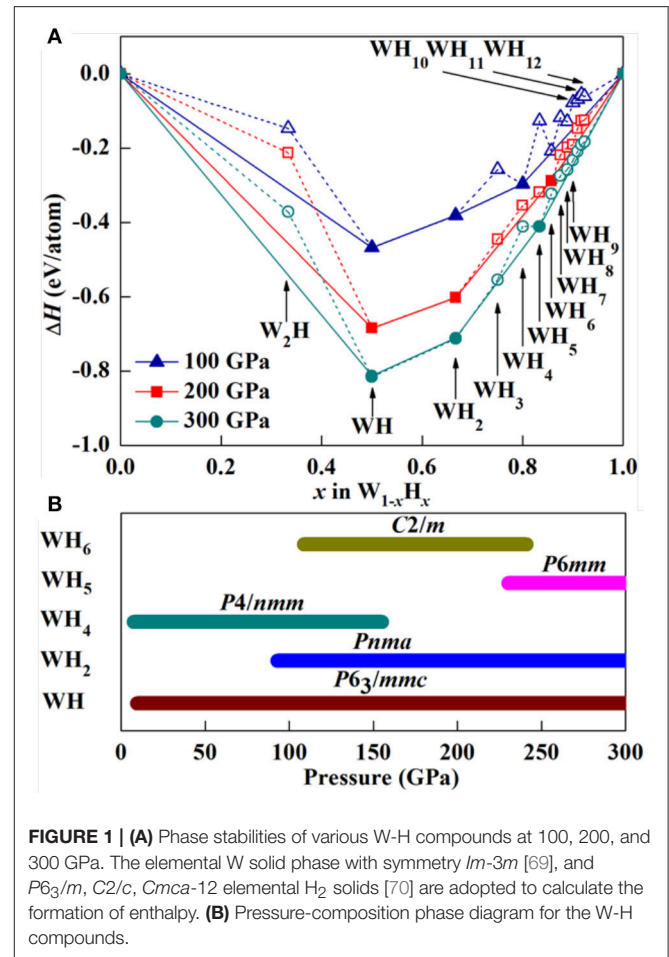 A
WH₁₀WH₁₁WH₁₂
0.0
-0.2
-0.4
-0.6
-0.8
-1.0
ΔH (eV/atom)
W₂H
WH
WH₂
WH₃
WH₄
WH₅
WH₆
WH₇
WH₈
WH₉
100 GPa
200 GPa
300 GPa
0.0 0.2 0.4 0.6 0.8 1.0
x in W₁₋ₓHₓ
B
WH₆ C2/m
WH₅ P6mm
WH₄ P4/nmm
WH₂ Pnma
WH P6₃/mmc
0 50 100 150 200 250 300
Pressure (GPa)
FIGURE 1 | (A) Phase stabilities of various W-H compounds at 100, 200, and
300 GPa. The elemental W solid phase with symmetry Im-3m [69], and
P6₃/m, C2/c, Cmca-12 elemental H₂ solids [70] are adopted to calculate the
formation of enthalpy. (B) Pressure-composition phase diagram for the W-H
compounds.